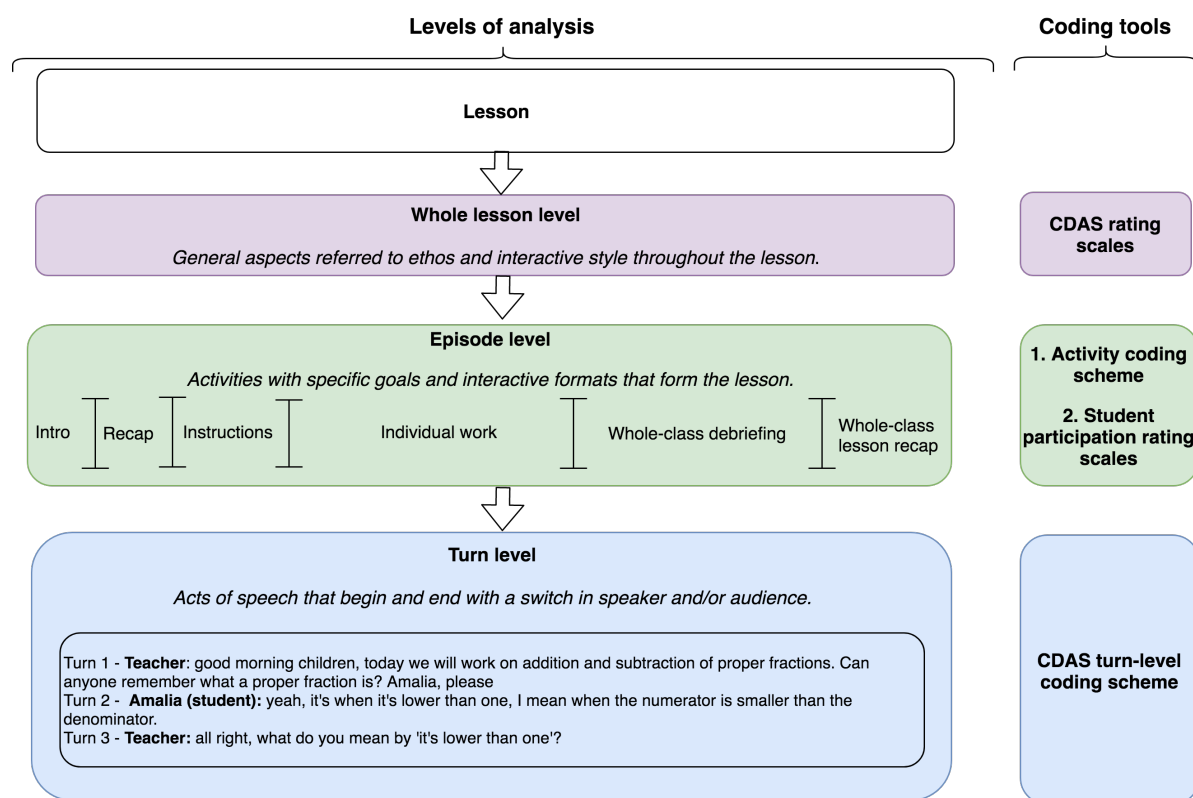 Levels of analysis
Coding tools
Lesson
Whole lesson level
General aspects referred to ethos and interactive style throughout the lesson.
CDAS rating
scales
Episode level
Activities with specific goals and interactive formats that form the lesson.
Intro
Recap
Instructions
Individual work
Whole-class debriefing
Whole-class
lesson recap
1. Activity coding
scheme
2. Student
participation rating
scales
Turn level
Acts of speech that begin and end with a switch in speaker and/or audience.
Turn 1 - Teacher: good morning children, today we will work on addition and subtraction of proper fractions. Can
anyone remember what a proper fraction is? Amalia, please
Turn 2 - Amalia (student): yeah, it's when it's lower than one, I mean when the numerator is smaller than the
denominator.
Turn 3 - Teacher: all right, what do you mean by 'it's lower than one'?
CDAS turn-level
coding scheme